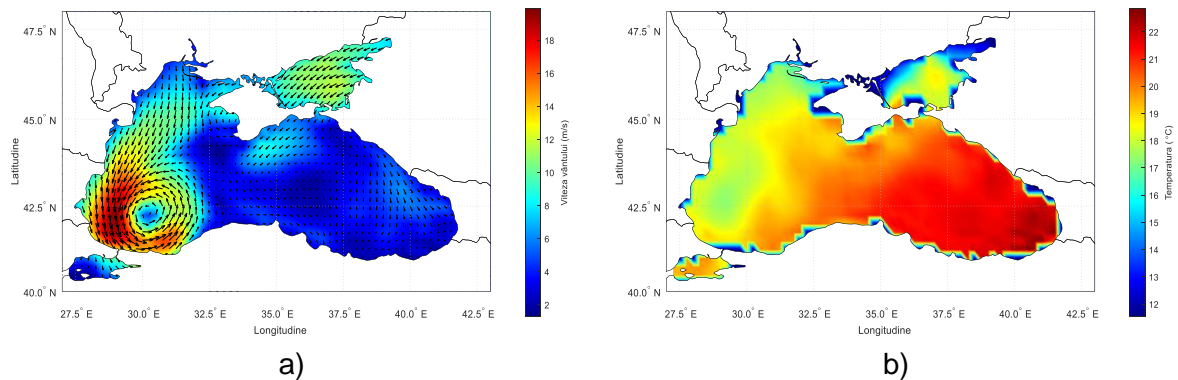 47.5° N
45.0° N
42.5° N
40.0° N
Latitudine
27.5° E 30.0° E 32.5° E 35.0° E 37.5° E 40.0° E 42.5° E
Longitudine
18
16
14
12
10
8
6
4
2
Viteza vântului (m/s)
a)
47.5° N
45.0° N
42.5° N
40.0° N
Latitudine
27.5° E 30.0° E 32.5° E 35.0° E 37.5° E 40.0° E 42.5° E
Longitudine
22
21
20
19
18
17
16
15
14
13
12
Temperatura (°C)
b)